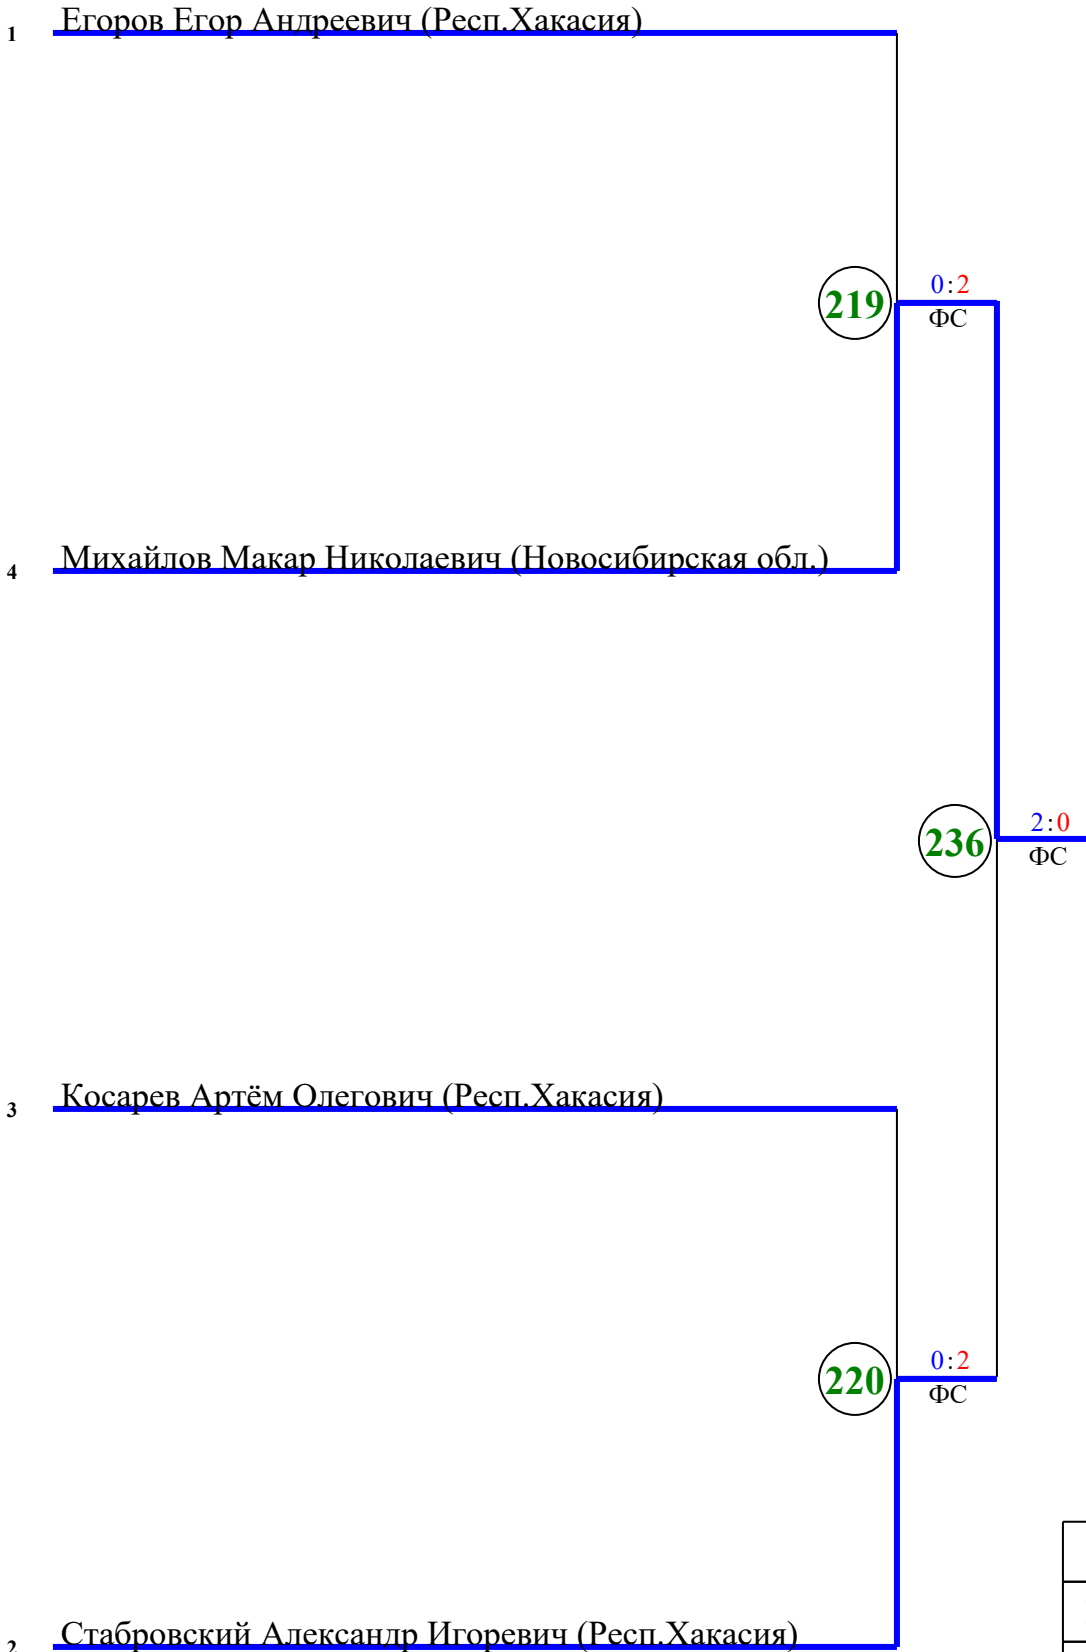 1 Егоров Егор Андреевич (Респ.Хакасия)
219 0:2
ФС
4 Михайлов Макар Николаевич (Новосибирская обл.)
236 2:0
ФС
3 Косарев Артём Олегович (Респ.Хакасия)
220 0:2
ФС
2 Стабровский Александр Игоревич (Респ.Хакасия)